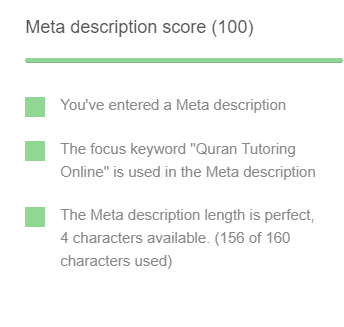 Meta description score (100)
You've entered a Meta description
The focus keyword "Quran Tutoring
Online" is used in the Meta description
The Meta description length is perfect,
4 characters available. (156 of 160
characters used)